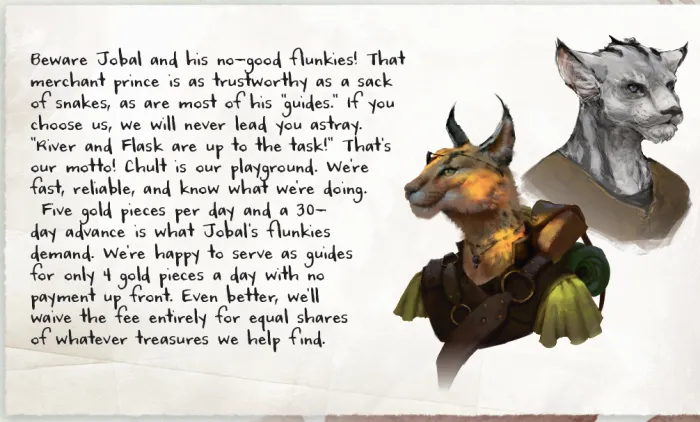 Beware Jobal and his no-good flunkies! That
merchant prince is as trustworthy as a sack
of snakes, as are most of his "guides." If you
choose us, we will never lead you astray.
"River and Flask are up to the task!" That's
our motto! Chult is our playground. We're
fast, reliable, and know what we're doing.
Five gold pieces per day and a 30-
day advance is what Jobal's flunkies
demand. We're happy to serve as guides
for only 4 gold pieces a day with no
payment up front. Even better, we'll
waive the fee entirely for equal shares
of whatever treasures we help find.